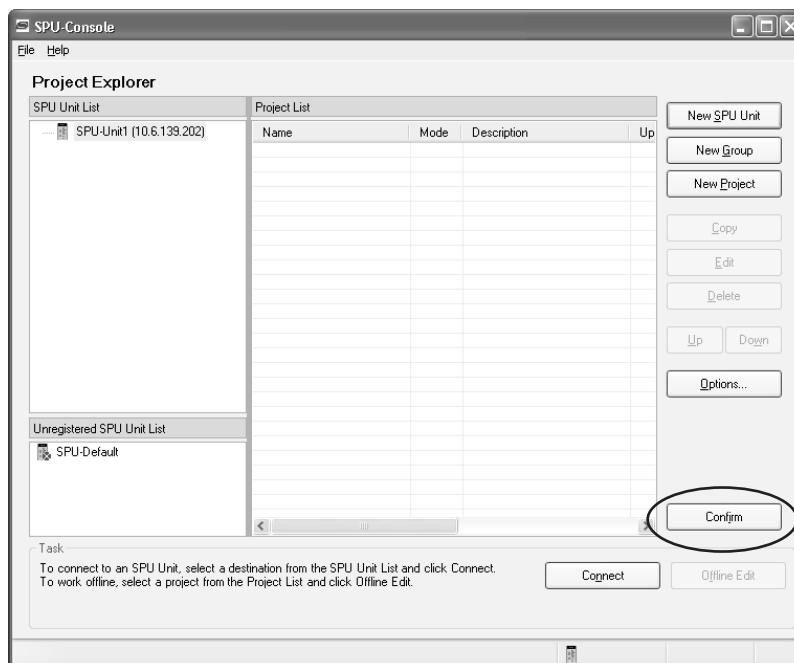 SPU-Console
File Help
Project Explorer
SPU Unit List
Project List
SPU-Unit1 (10.6.139.202)
Name Mode Description Up
New SPU Unit
New Group
New Project
Copy
Edit
Delete
Up Down
Options...
Unregistered SPU Unit List
SPU-Default
Confirm
Task
To connect to an SPU Unit, select a destination from the SPU Unit List and click Connect.
To work offline, select a project from the Project List and click Offline Edit.
Connect Offline Edit